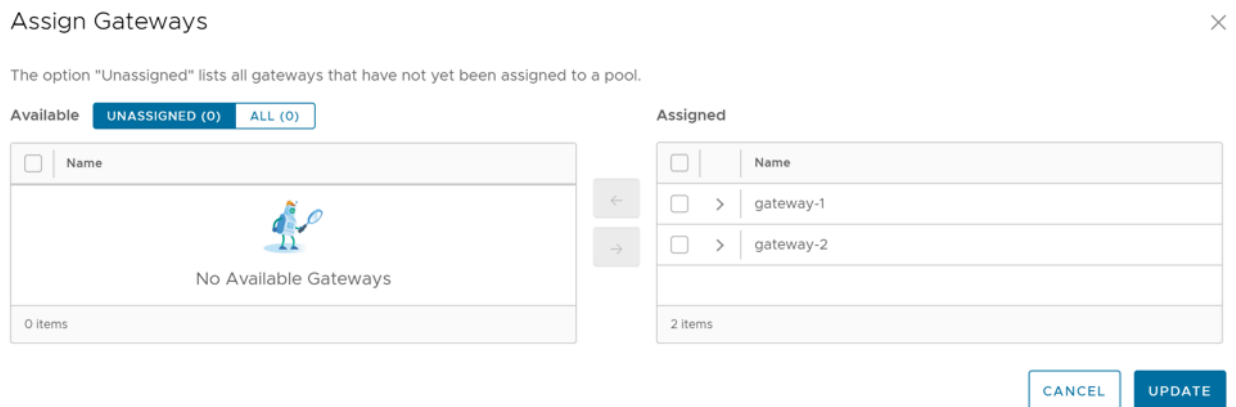 Assign Gateways
The option "Unassigned" lists all gateways that have not yet been assigned to a pool.
Available UNASSIGNED (0) ALL (0)
Name
No Available Gateways
0 items
Assigned
Name
gateway-1
gateway-2
2 items
CANCEL UPDATE